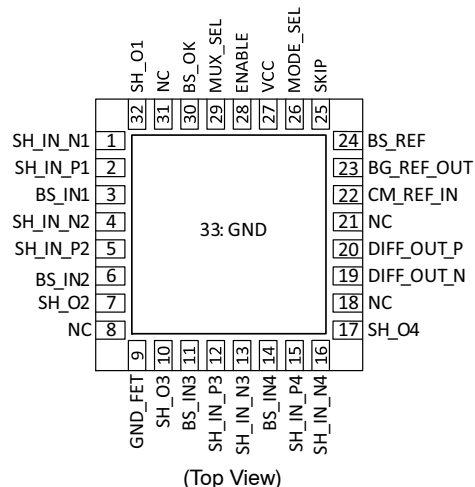 SH_O1
NC
BS_OK
MUX_SEL
ENABLE
VCC
MODE_SEL
SKIP
32 31 30 29 28 27 26 25
SH_IN_N1 1
SH_IN_P1 2
BS_IN1 3
SH_IN_N2 4
SH_IN_P2 5
BS_IN2 6
SH_O2 7
NC 8
33: GND
24 BS_REF
23 BG_REF_OUT
22 CM_REF_IN
21 NC
20 DIFF_OUT_P
19 DIFF_OUT_N
18 NC
17 SH_O4
9 10 11 12 13 14 15 16
GND_FET
SH_O3
BS_IN3
SH_IN_P3
SH_IN_N3
BS_IN4
SH_IN_P4
SH_IN_N4
(Top View)